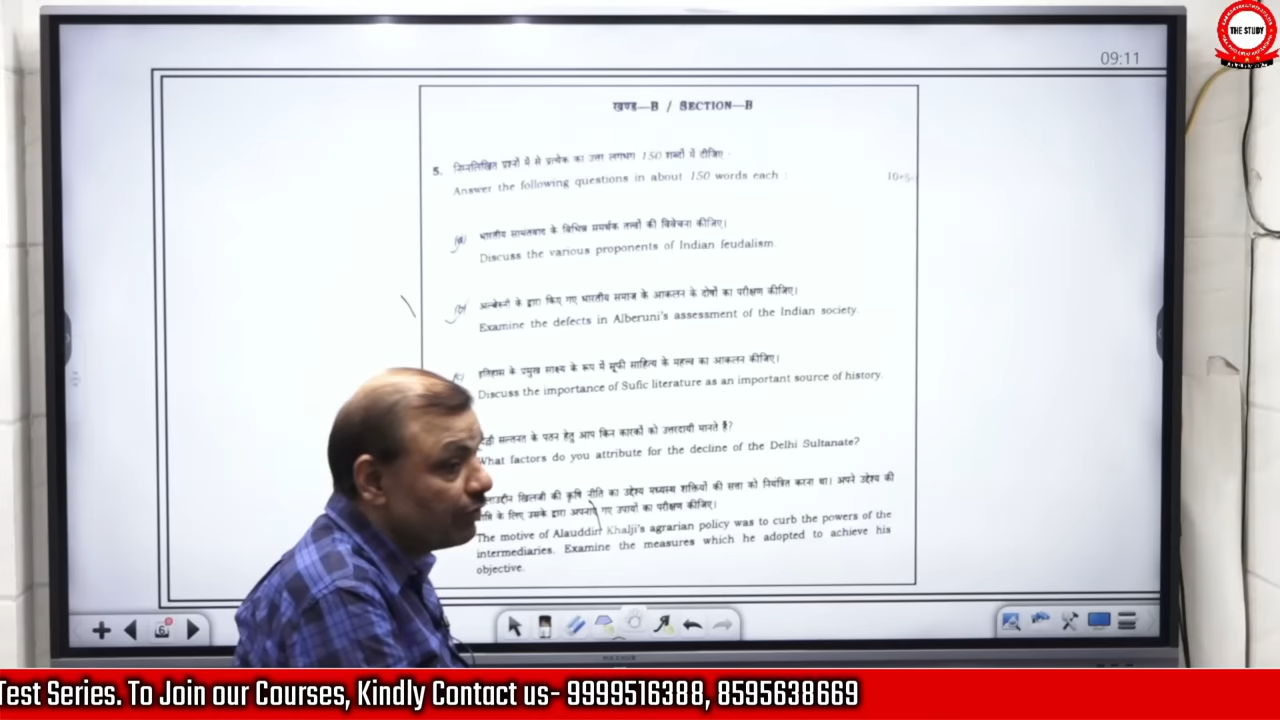 THE STUDY
09:11
खण्ड—B / SECTION—B
5. निम्नलिखित प्रश्नों में से प्रत्येक का उत्तर लगभग 150 शब्दों में दीजिए :
Answer the following questions in about 150 words each :
(a) भारतीय सामंतवाद के विभिन्न समर्थक तत्त्वों की विवेचना कीजिए।
Discuss the various proponents of Indian feudalism.
(b) अल्बेरूनी के द्वारा किए गए भारतीय समाज के आकलन के दोषों का परीक्षण कीजिए।
Examine the defects in Alberuni's assessment of the Indian society.
(c) इतिहास के प्रमुख साक्ष्य के रूप में सूफी साहित्य के महत्त्व का आकलन कीजिए।
Discuss the importance of Sufic literature as an important source of history.
सल्तनत के पतन हेतु आप किन कारकों को उत्तरदायी मानते हैं?
What factors do you attribute for the decline of the Delhi Sultanate?
खिलजी की कृषि नीति का उद्देश्य मध्यस्थ शक्तियों की सत्ता को नियंत्रित करना था। अपने उद्देश्य की
के लिए उसके द्वारा अपनाए गए उपायों का परीक्षण कीजिए।
The motive of Alauddin Khalji's agrarian policy was to curb the powers of the
intermediaries. Examine the measures which he adopted to achieve his
objective.
6
Test Series. To Join our Courses, Kindly Contact us- 9999516388, 8595638669